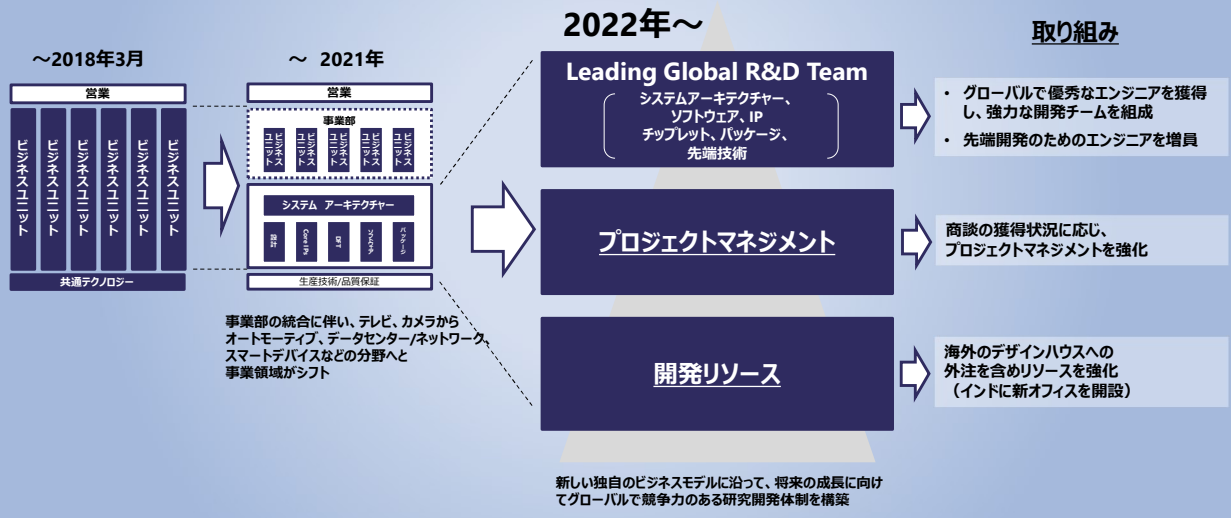 ～2018年3月
営業
ビジネスユニット
ビジネスユニット
ビジネスユニット
ビジネスユニット
ビジネスユニット
ビジネスユニット
共通テクノロジー
～ 2021年
営業
事業部
ビジネス
ユニット
ビジネス
ユニット
ビジネス
ユニット
ビジネス
ユニット
ビジネス
ユニット
システム アーキテクチャー
設計
Core IPs
DFT
ソフトウェア
パッケージ
生産技術/品質保証
事業部の統合に伴い、テレビ、カメラから
オートモーティブ、データセンター/ネットワーク、
スマートデバイスなどの分野へと
事業領域がシフト
2022年～
Leading Global R&D Team
システムアーキテクチャー、
ソフトウェア、IP
チップレット、パッケージ、
先端技術
プロジェクトマネジメント
開発リソース
新しい独自のビジネスモデルに沿って、将来の成長に向け
てグローバルで競争力のある研究開発体制を構築
取り組み
• グローバルで優秀なエンジニアを獲得
し、強力な開発チームを組成
• 先端開発のためのエンジニアを増員
商談の獲得状況に応じ、
プロジェクトマネジメントを強化
海外のデザインハウスへの
外注を含めリソースを強化
（インドに新オフィスを開設）